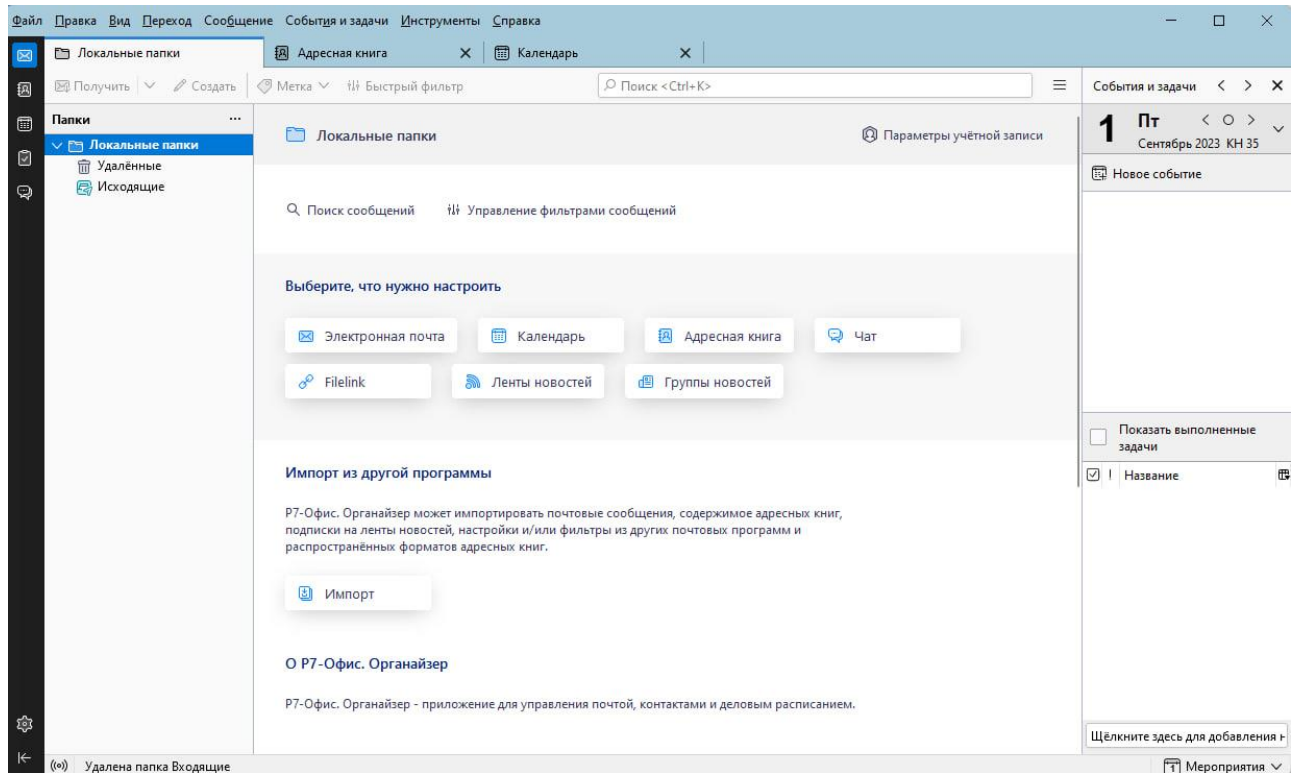 Файл Правка Вид Переход Сообщение События и задачи Инструменты Справка
Локальные папки Адресная книга Календарь
Получить Создать Метка Быстрый фильтр Поиск <Ctrl+K>
События и задачи
Папки ...
Локальные папки
Удалённые
Исходящие
Локальные папки Параметры учётной записи
Поиск сообщений Управление фильтрами сообщений
Выберите, что нужно настроить
Электронная почта Календарь Адресная книга Чат
Filelink Ленты новостей Группы новостей
Импорт из другой программы
Р7-Офис. Органайзер может импортировать почтовые сообщения, содержимое адресных книг,
подписки на ленты новостей, настройки и/или фильтры из других почтовых программ и
распространённых форматов адресных книг.
Импорт
О Р7-Офис. Органайзер
Р7-Офис. Органайзер - приложение для управления почтой, контактами и деловым расписанием.
1 Пт
Сентябрь 2023 КН 35
Новое событие
Показать выполненные
задачи
! Название
Щёлкните здесь для добавления н
Удалена папка Входящие
1 Мероприятия